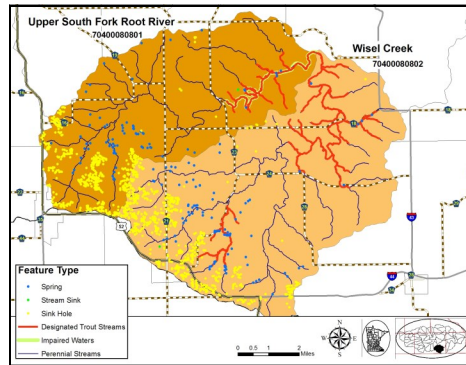 Upper South Fork Root River
70400080801
Wisel Creek
70400080802
52
Feature Type
Spring
Stream Sink
Sink Hole
Designated Trout Streams
Impaired Waters
Perennial Streams
0 0.5 1 2
Miles
N
W E
S